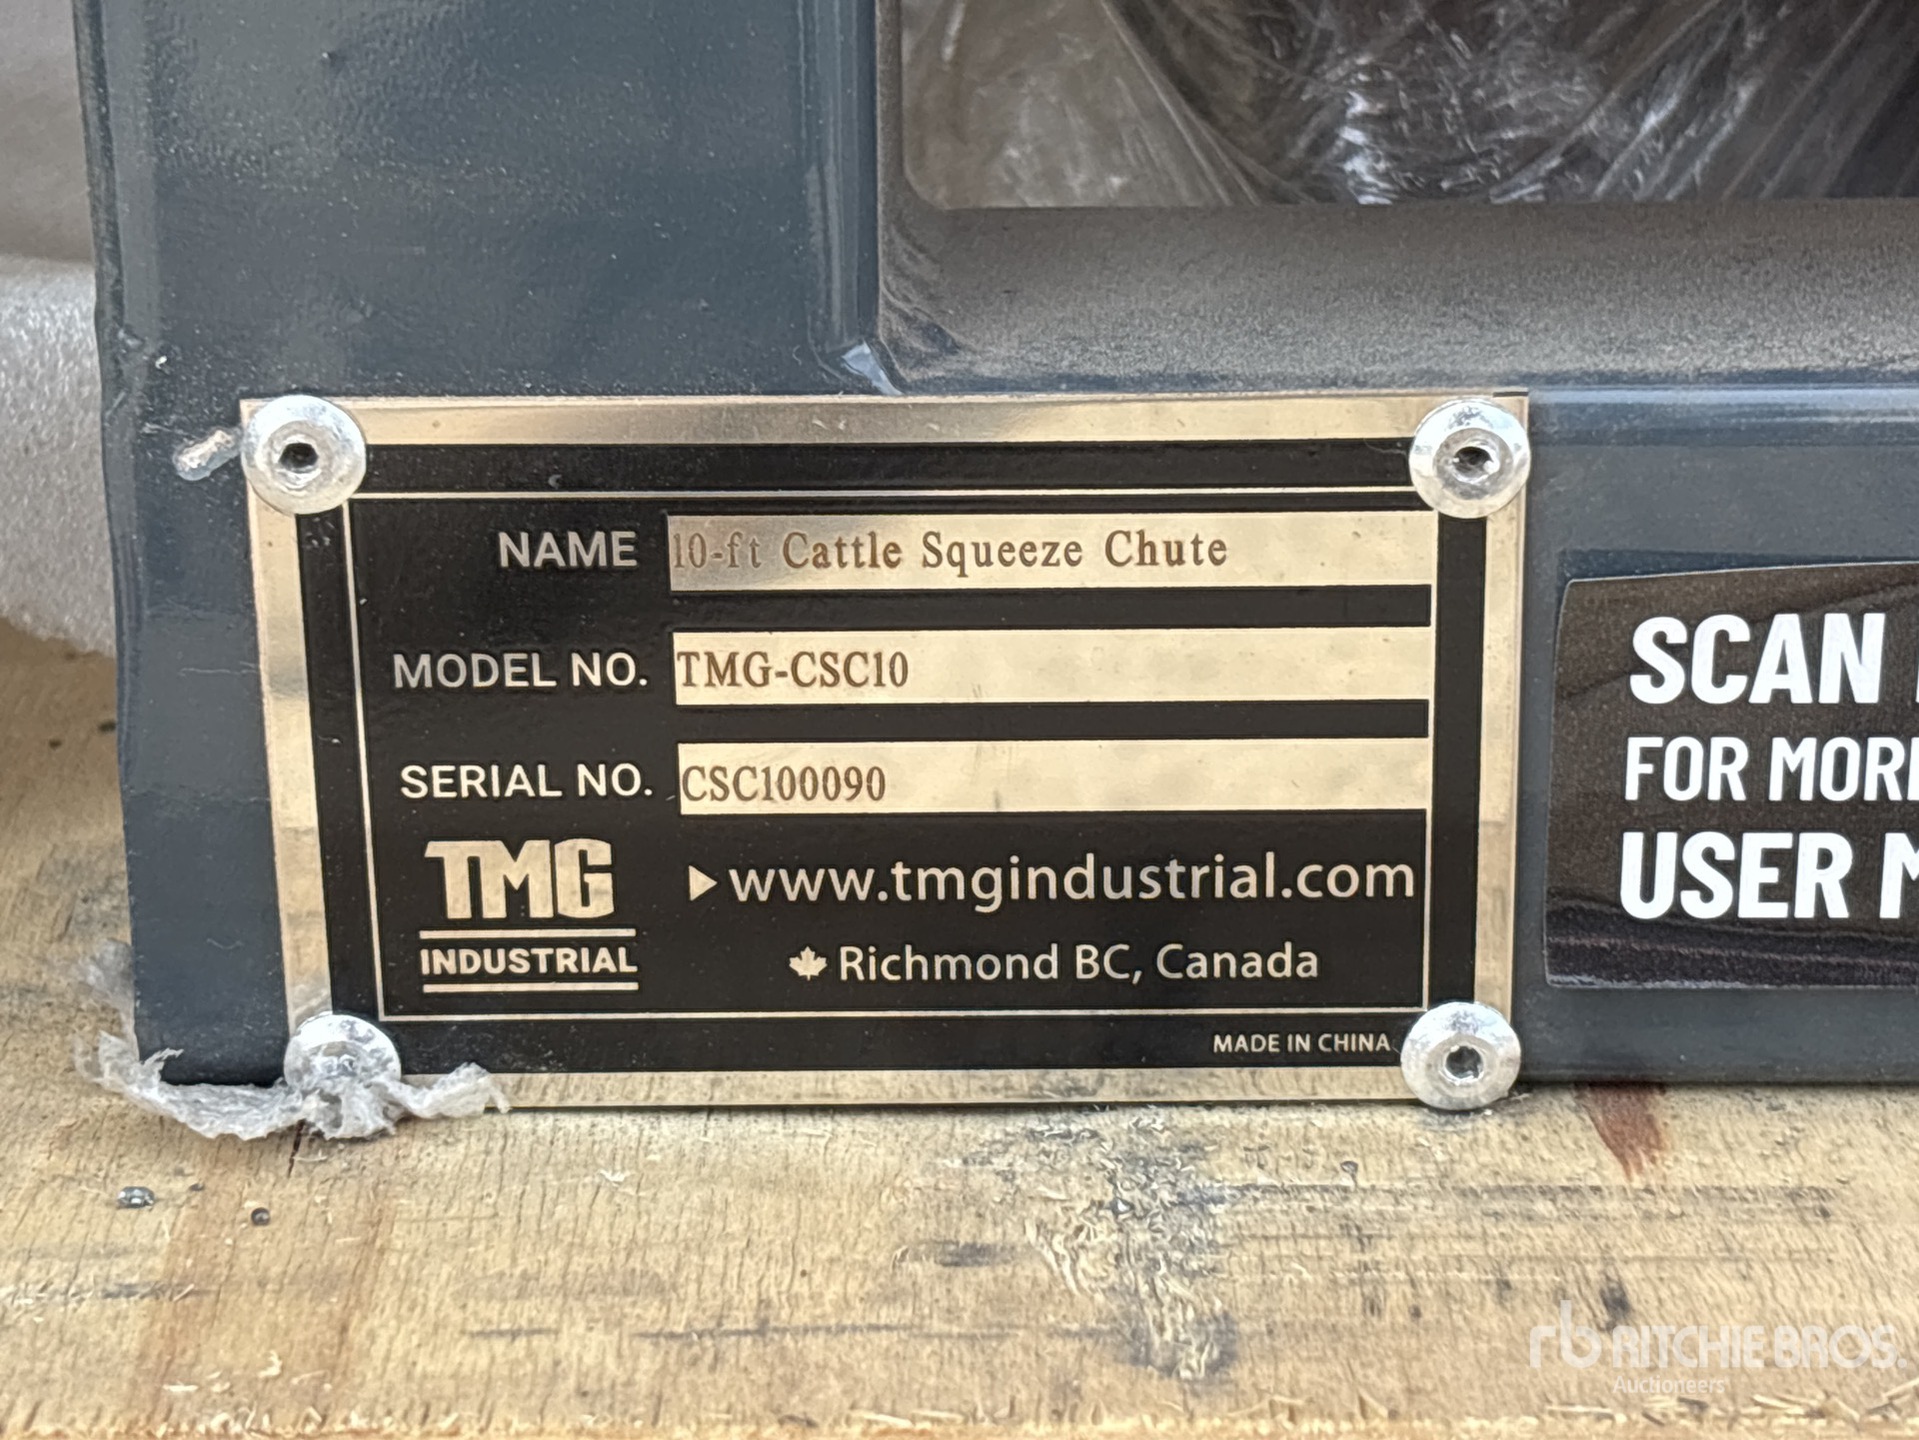 NAME 10-ft Cattle Squeeze Chute
MODEL NO. TMG-CSC10
SERIAL NO. CSC100090
TMG
INDUSTRIAL
www.tmgindustrial.com
Richmond BC, Canada
MADE IN CHINA
SCAN
FOR MOR
USER M
rb RITCHIE BROS.
Auctioneers